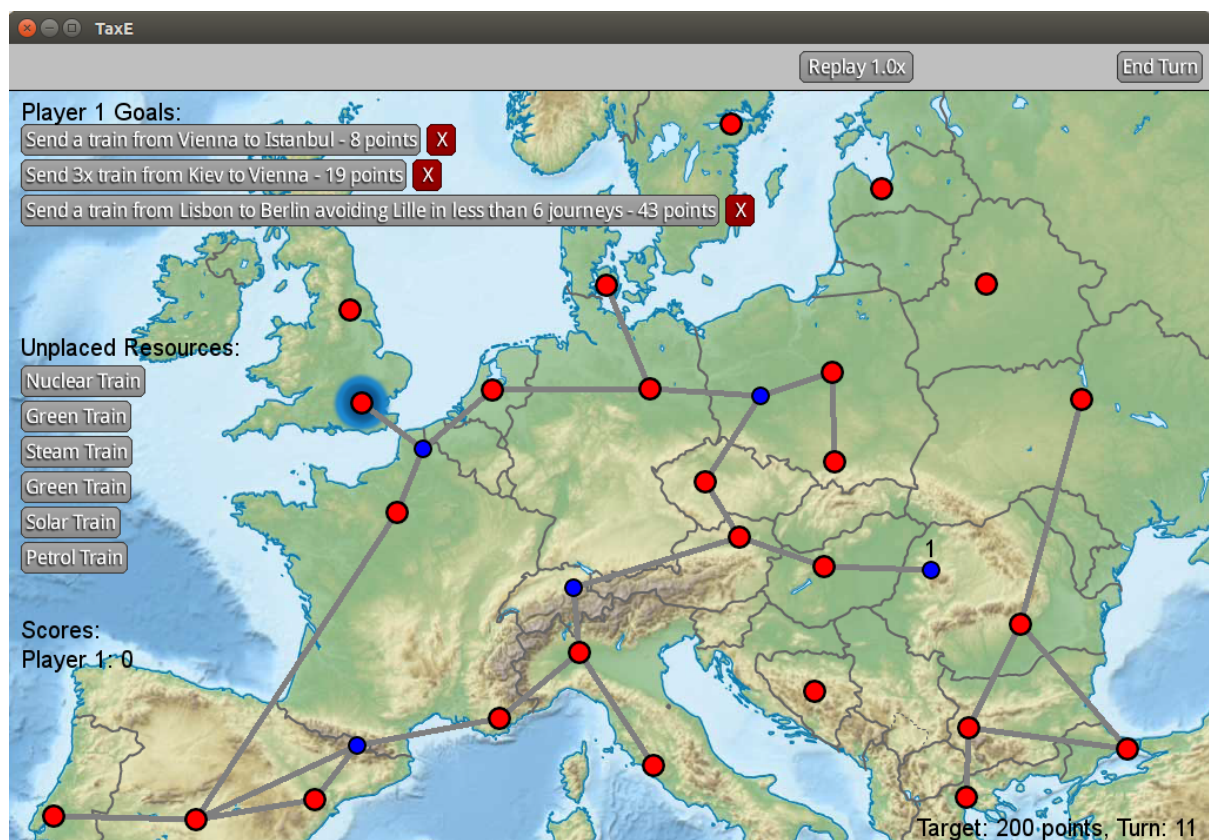 TaxE
Replay 1.0x
End Turn
Player 1 Goals:
Send a train from Vienna to Istanbul - 8 points X
Send 3x train from Kiev to Vienna - 19 points X
Send a train from Lisbon to Berlin avoiding Lille in less than 6 journeys - 43 points X
Unplaced Resources:
Nuclear Train
Green Train
Steam Train
Green Train
Solar Train
Petrol Train
1
Scores:
Player 1: 0
Target: 200 points, Turn: 11